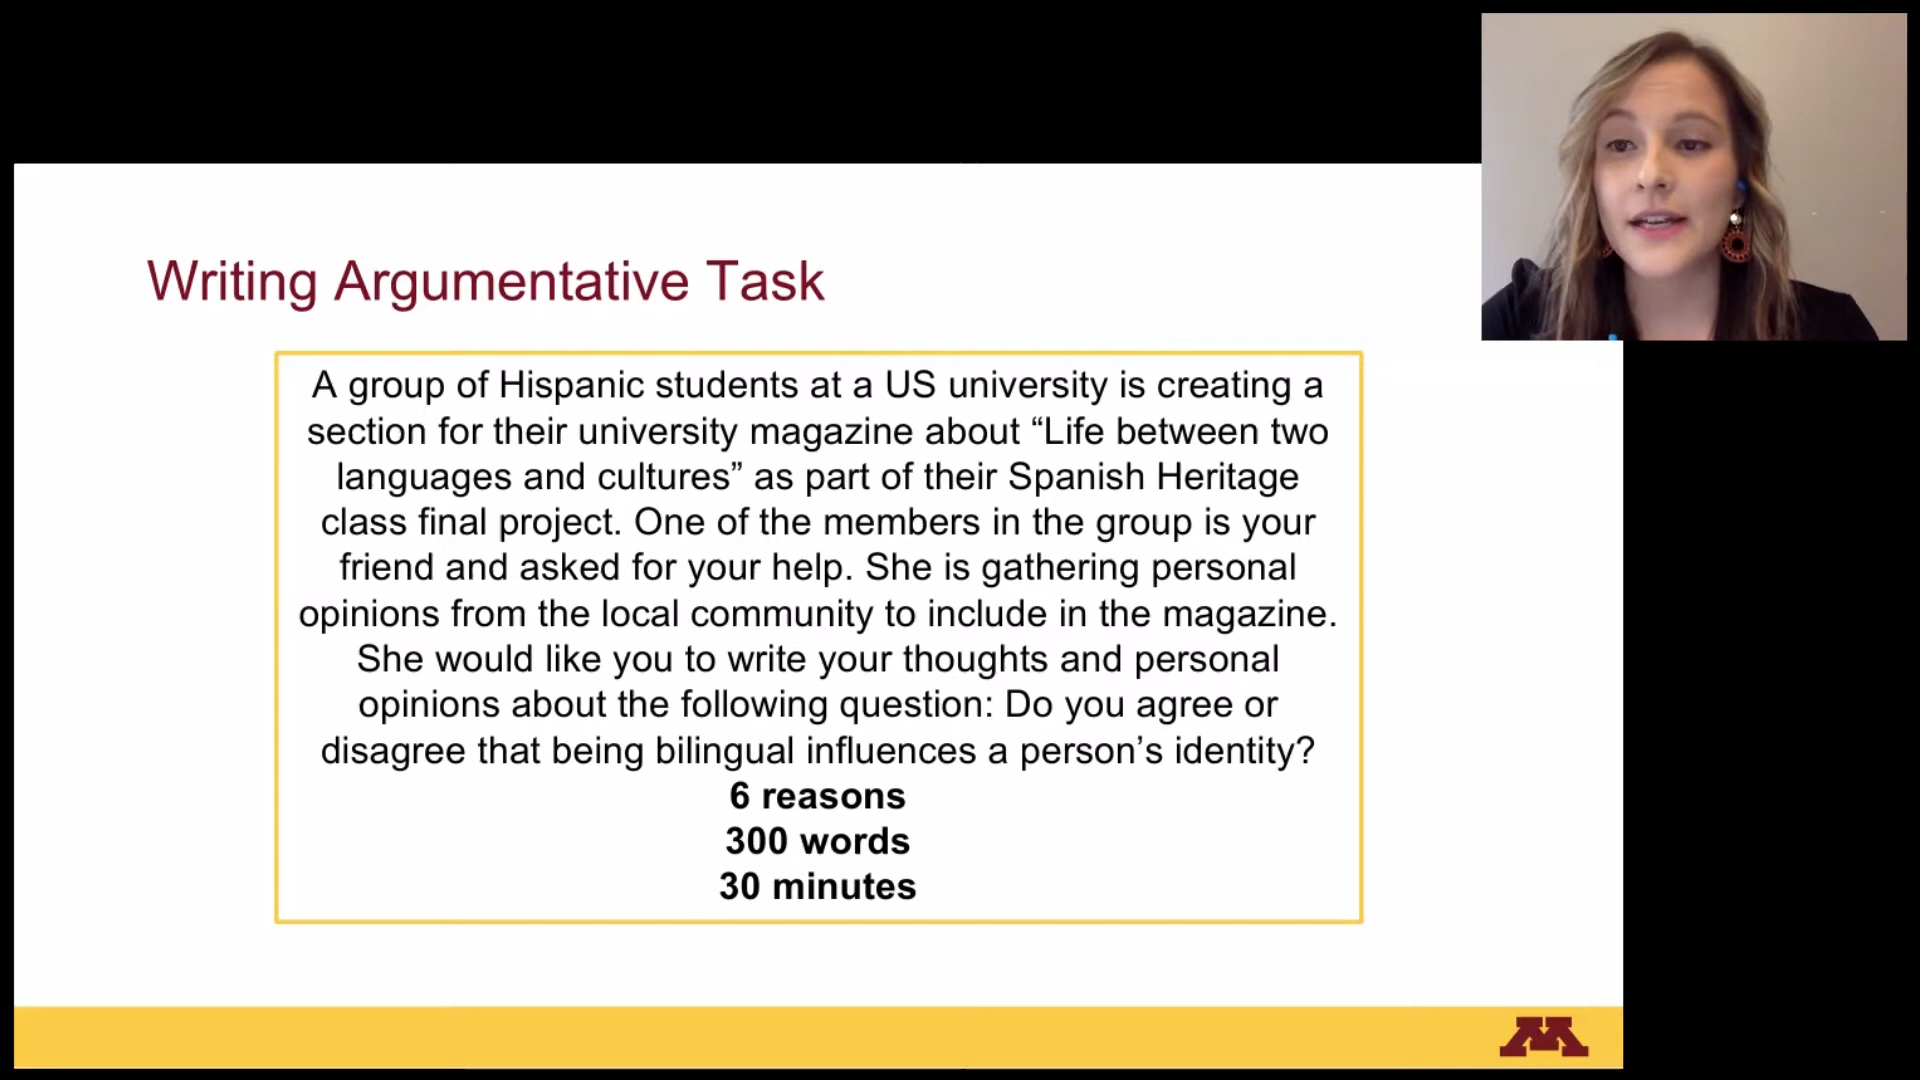 Writing Argumentative Task
A group of Hispanic students at a US university is creating a
section for their university magazine about “Life between two
languages and cultures” as part of their Spanish Heritage
class final project. One of the members in the group is your
friend and asked for your help. She is gathering personal
opinions from the local community to include in the magazine.
She would like you to write your thoughts and personal
opinions about the following question: Do you agree or
disagree that being bilingual influences a person’s identity?
6 reasons
300 words
30 minutes
M